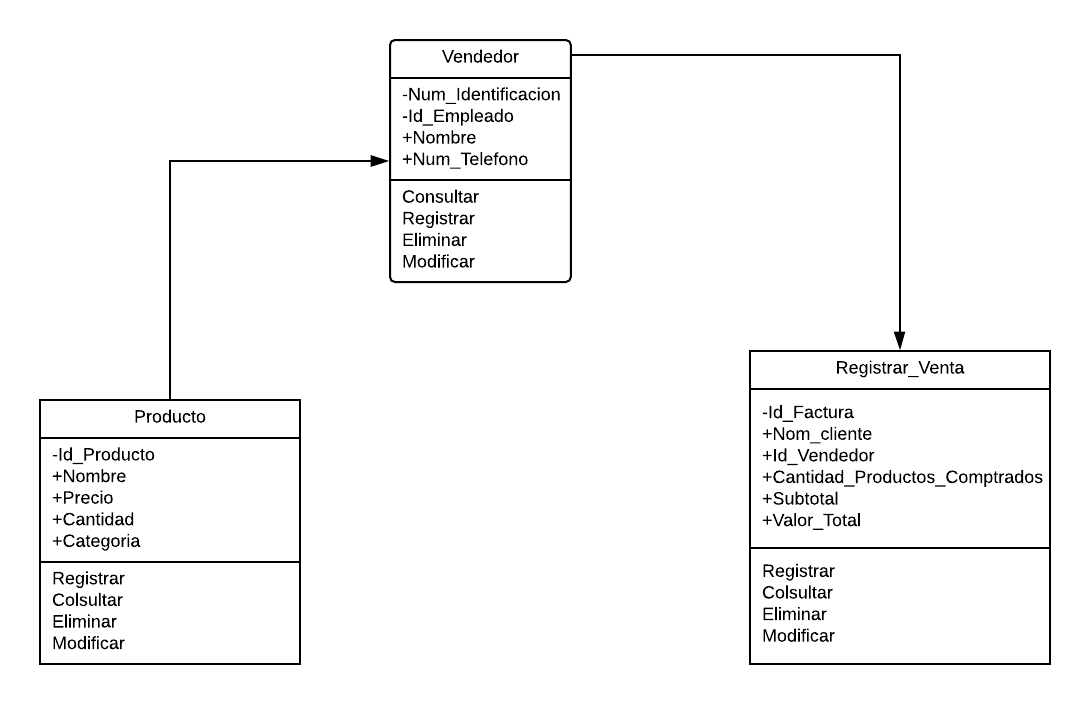 Vendedor
-Num_Identificacion
-Id_Empleado
+Nombre
+Num_Telefono
Consultar
Registrar
Eliminar
Modificar
Producto
-Id_Producto
+Nombre
+Precio
+Cantidad
+Categoria
Registrar
Colsultar
Eliminar
Modificar
Registrar_Venta
-Id_Factura
+Nom_cliente
+Id_Vendedor
+Cantidad_Productos_Comptrados
+Subtotal
+Valor_Total
Registrar
Colsultar
Eliminar
Modificar